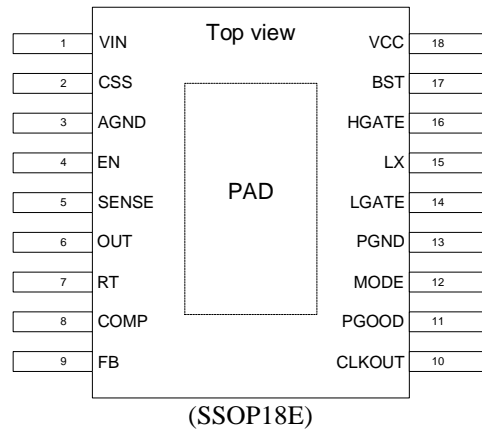 Top view
1 VIN VCC 18
2 CSS BST 17
3 AGND HGATE 16
4 EN LX 15
5 SENSE LGATE 14
PAD
6 OUT PGND 13
7 RT MODE 12
8 COMP PGOOD 11
9 FB CLKOUT 10
(SSOP18E)